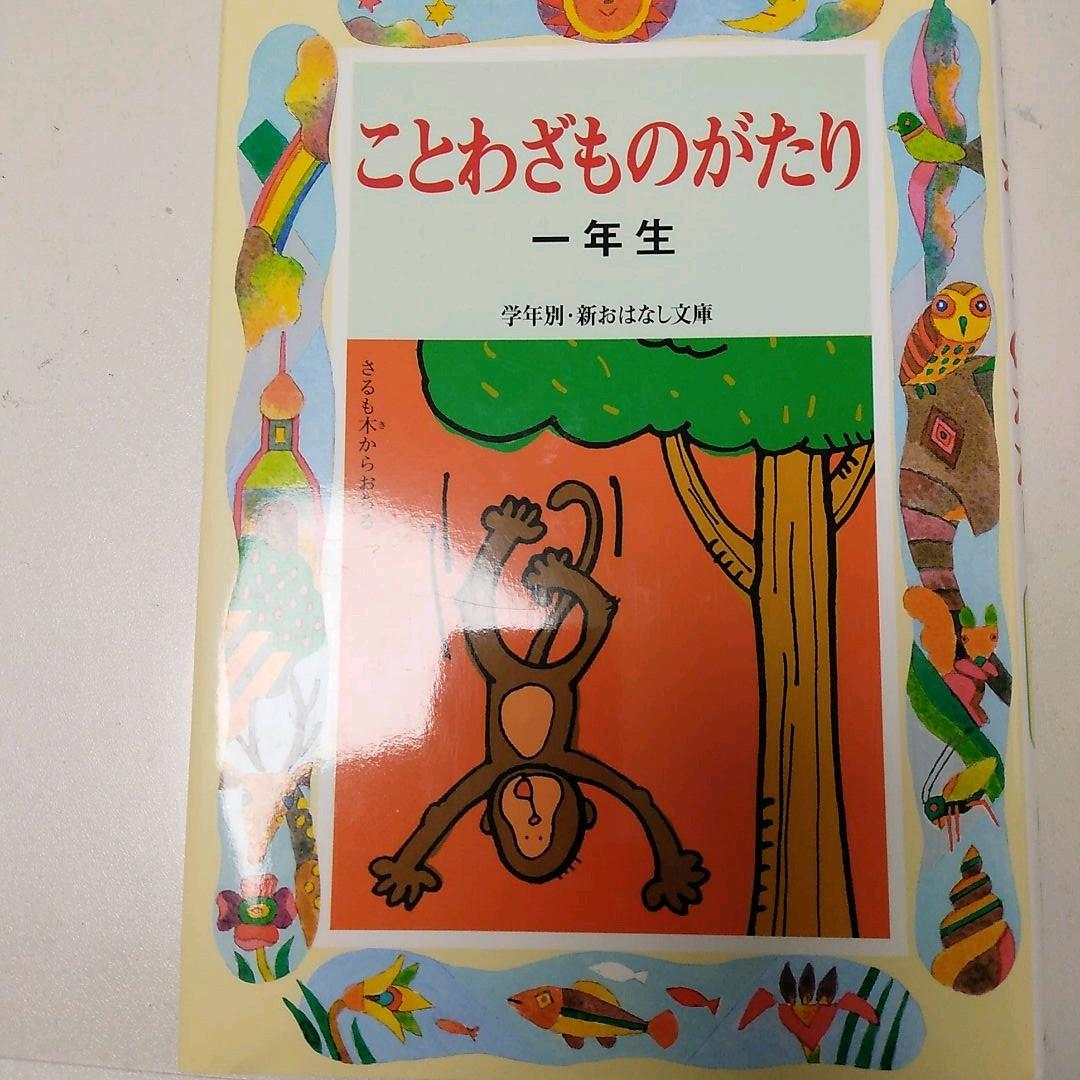 ことわざものがたり
一年生
学年別・新おはなし文庫
さるも木からおちる
き